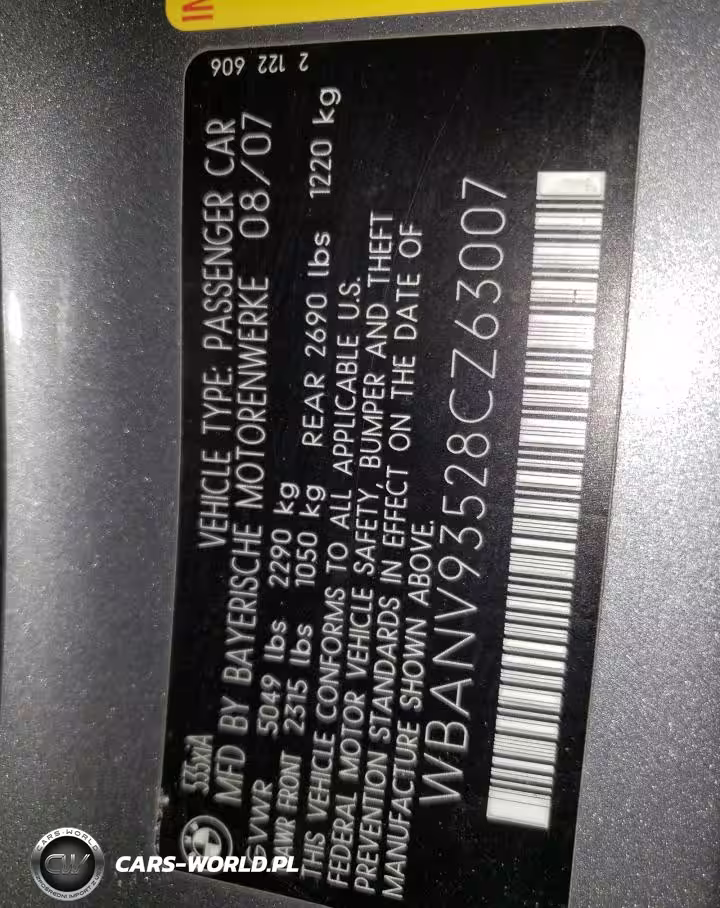 2 122 606
VEHICLE TYPE: PASSENGER CAR
535xiA
MFD BY BAYERISCHE MOTORENWERKE 08/07
GVWR 5049 lbs 2290 kg
GAWR FRONT 2315 lbs 1050 kg REAR 2690 lbs 1220 kg
THIS VEHICLE CONFORMS TO ALL APPLICABLE U.S.
FEDERAL MOTOR VEHICLE SAFETY, BUMPER AND THEFT
PREVENTION STANDARDS IN EFFECT ON THE DATE OF
MANUFACTURE SHOWN ABOVE.
WBANV93528CZ63007
CARS-WORLD
CW
CARS-WORLD.PL